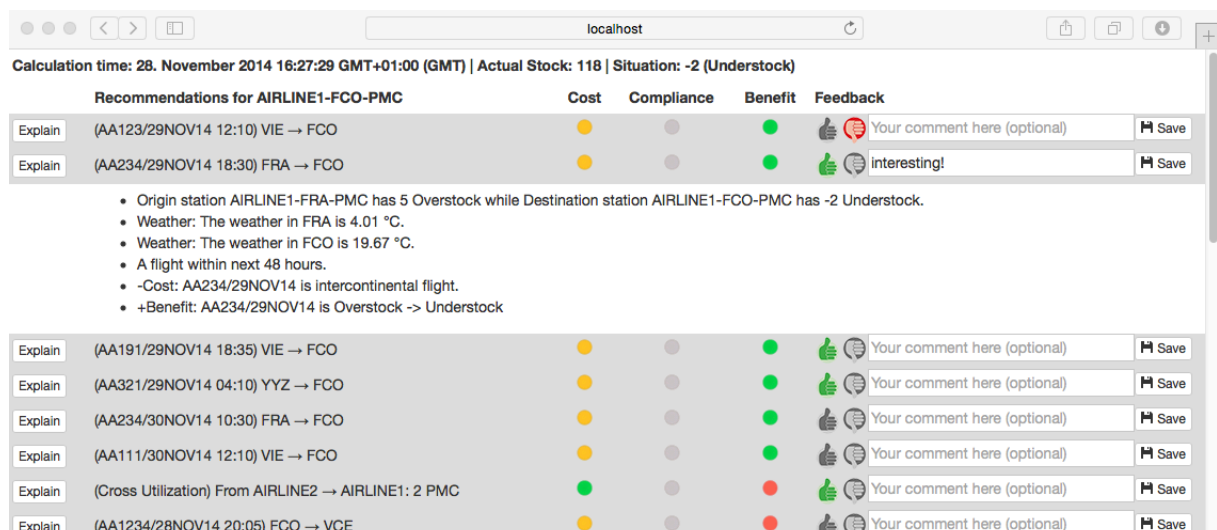 localhost
Calculation time: 28. November 2014 16:27:29 GMT+01:00 (GMT) | Actual Stock: 118 | Situation: -2 (Understock)
Recommendations for AIRLINE1-FCO-PMC Cost Compliance Benefit Feedback
Explain (AA123/29NOV14 12:10) VIE → FCO Your comment here (optional) Save
Explain (AA234/29NOV14 18:30) FRA → FCO interesting! Save
• Origin station AIRLINE1-FRA-PMC has 5 Overstock while Destination station AIRLINE1-FCO-PMC has -2 Understock.
• Weather: The weather in FRA is 4.01 °C.
• Weather: The weather in FCO is 19.67 °C.
• A flight within next 48 hours.
• -Cost: AA234/29NOV14 is intercontinental flight.
• +Benefit: AA234/29NOV14 is Overstock -> Understock
Explain (AA191/29NOV14 18:35) VIE → FCO Your comment here (optional) Save
Explain (AA321/29NOV14 04:10) YYZ → FCO Your comment here (optional) Save
Explain (AA234/30NOV14 10:30) FRA → FCO Your comment here (optional) Save
Explain (AA111/30NOV14 12:10) VIE → FCO Your comment here (optional) Save
Explain (Cross Utilization) From AIRLINE2 → AIRLINE1: 2 PMC Your comment here (optional) Save
Explain (AA1234/28NOV14 20:05) FCO → VCE Your comment here (optional) Save